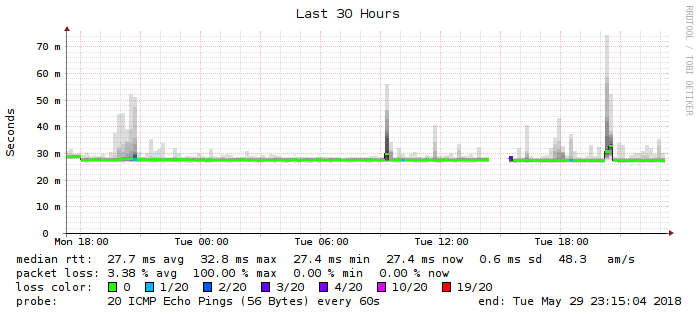 Last 30 Hours
RRDTOOL / TOBI OETIKER
Seconds
70 m
60 m
50 m
40 m
30 m
20 m
10 m
0
Mon 18:00 Tue 00:00 Tue 06:00 Tue 12:00 Tue 18:00
median rtt: 27.7 ms avg 32.8 ms max 27.4 ms min 27.4 ms now 0.6 ms sd 48.3 am/s
packet loss: 3.38 % avg 100.00 % max 0.00 % min 0.00 % now
loss color: 0 1/20 2/20 3/20 4/20 10/20 19/20
probe: 20 ICMP Echo Pings (56 Bytes) every 60s end: Tue May 29 23:15:04 2018